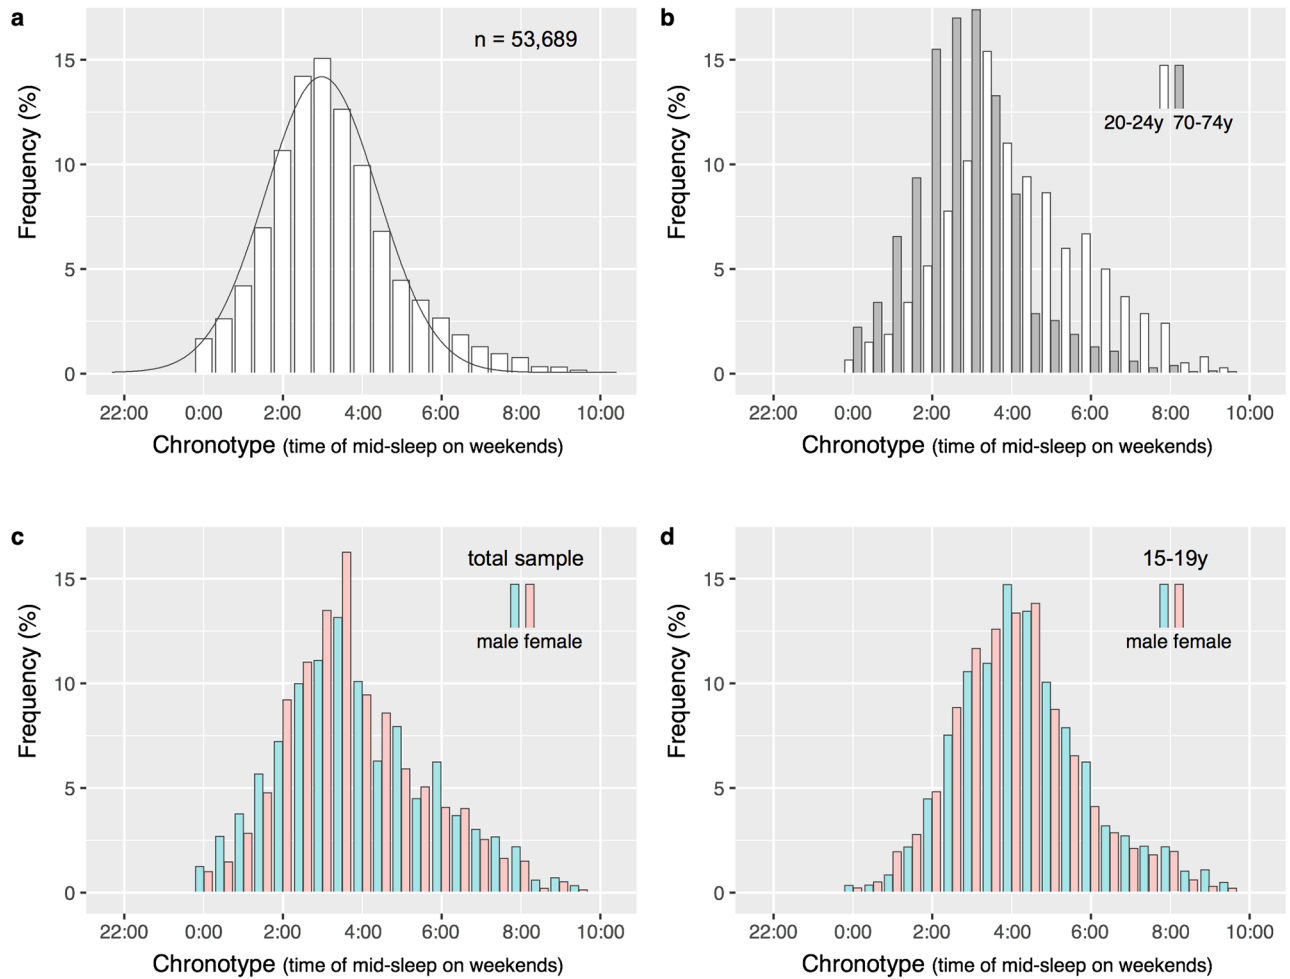 a
n = 53,689
Frequency (%)
15
10
5
0
22:00 0:00 2:00 4:00 6:00 8:00 10:00
Chronotype (time of mid-sleep on weekends)
b
20-24y 70-74y
Frequency (%)
15
10
5
0
22:00 0:00 2:00 4:00 6:00 8:00 10:00
Chronotype (time of mid-sleep on weekends)
c
total sample
male female
Frequency (%)
15
10
5
0
22:00 0:00 2:00 4:00 6:00 8:00 10:00
Chronotype (time of mid-sleep on weekends)
d
15-19y
male female
Frequency (%)
15
10
5
0
22:00 0:00 2:00 4:00 6:00 8:00 10:00
Chronotype (time of mid-sleep on weekends)